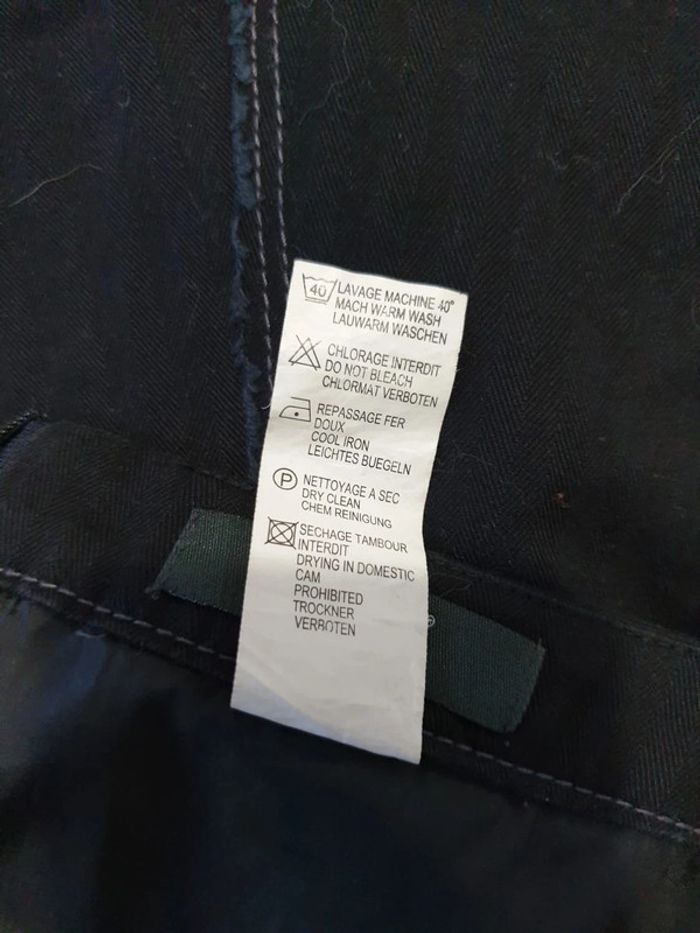 40
LAVAGE MACHINE 40°
MACH WARM WASH
LAUWARM WASCHEN
CHLORAGE INTERDIT
DO NOT BLEACH
CHLORMAT VERBOTEN
REPASSAGE FER
DOUX
COOL IRON
LEICHTES BUEGELN
P
NETTOYAGE A SEC
DRY CLEAN
CHEM REINIGUNG
SECHAGE TAMBOUR
INTERDIT
DRYING IN DOMESTIC
CAM
PROHIBITED
TROCKNER
VERBOTEN
®